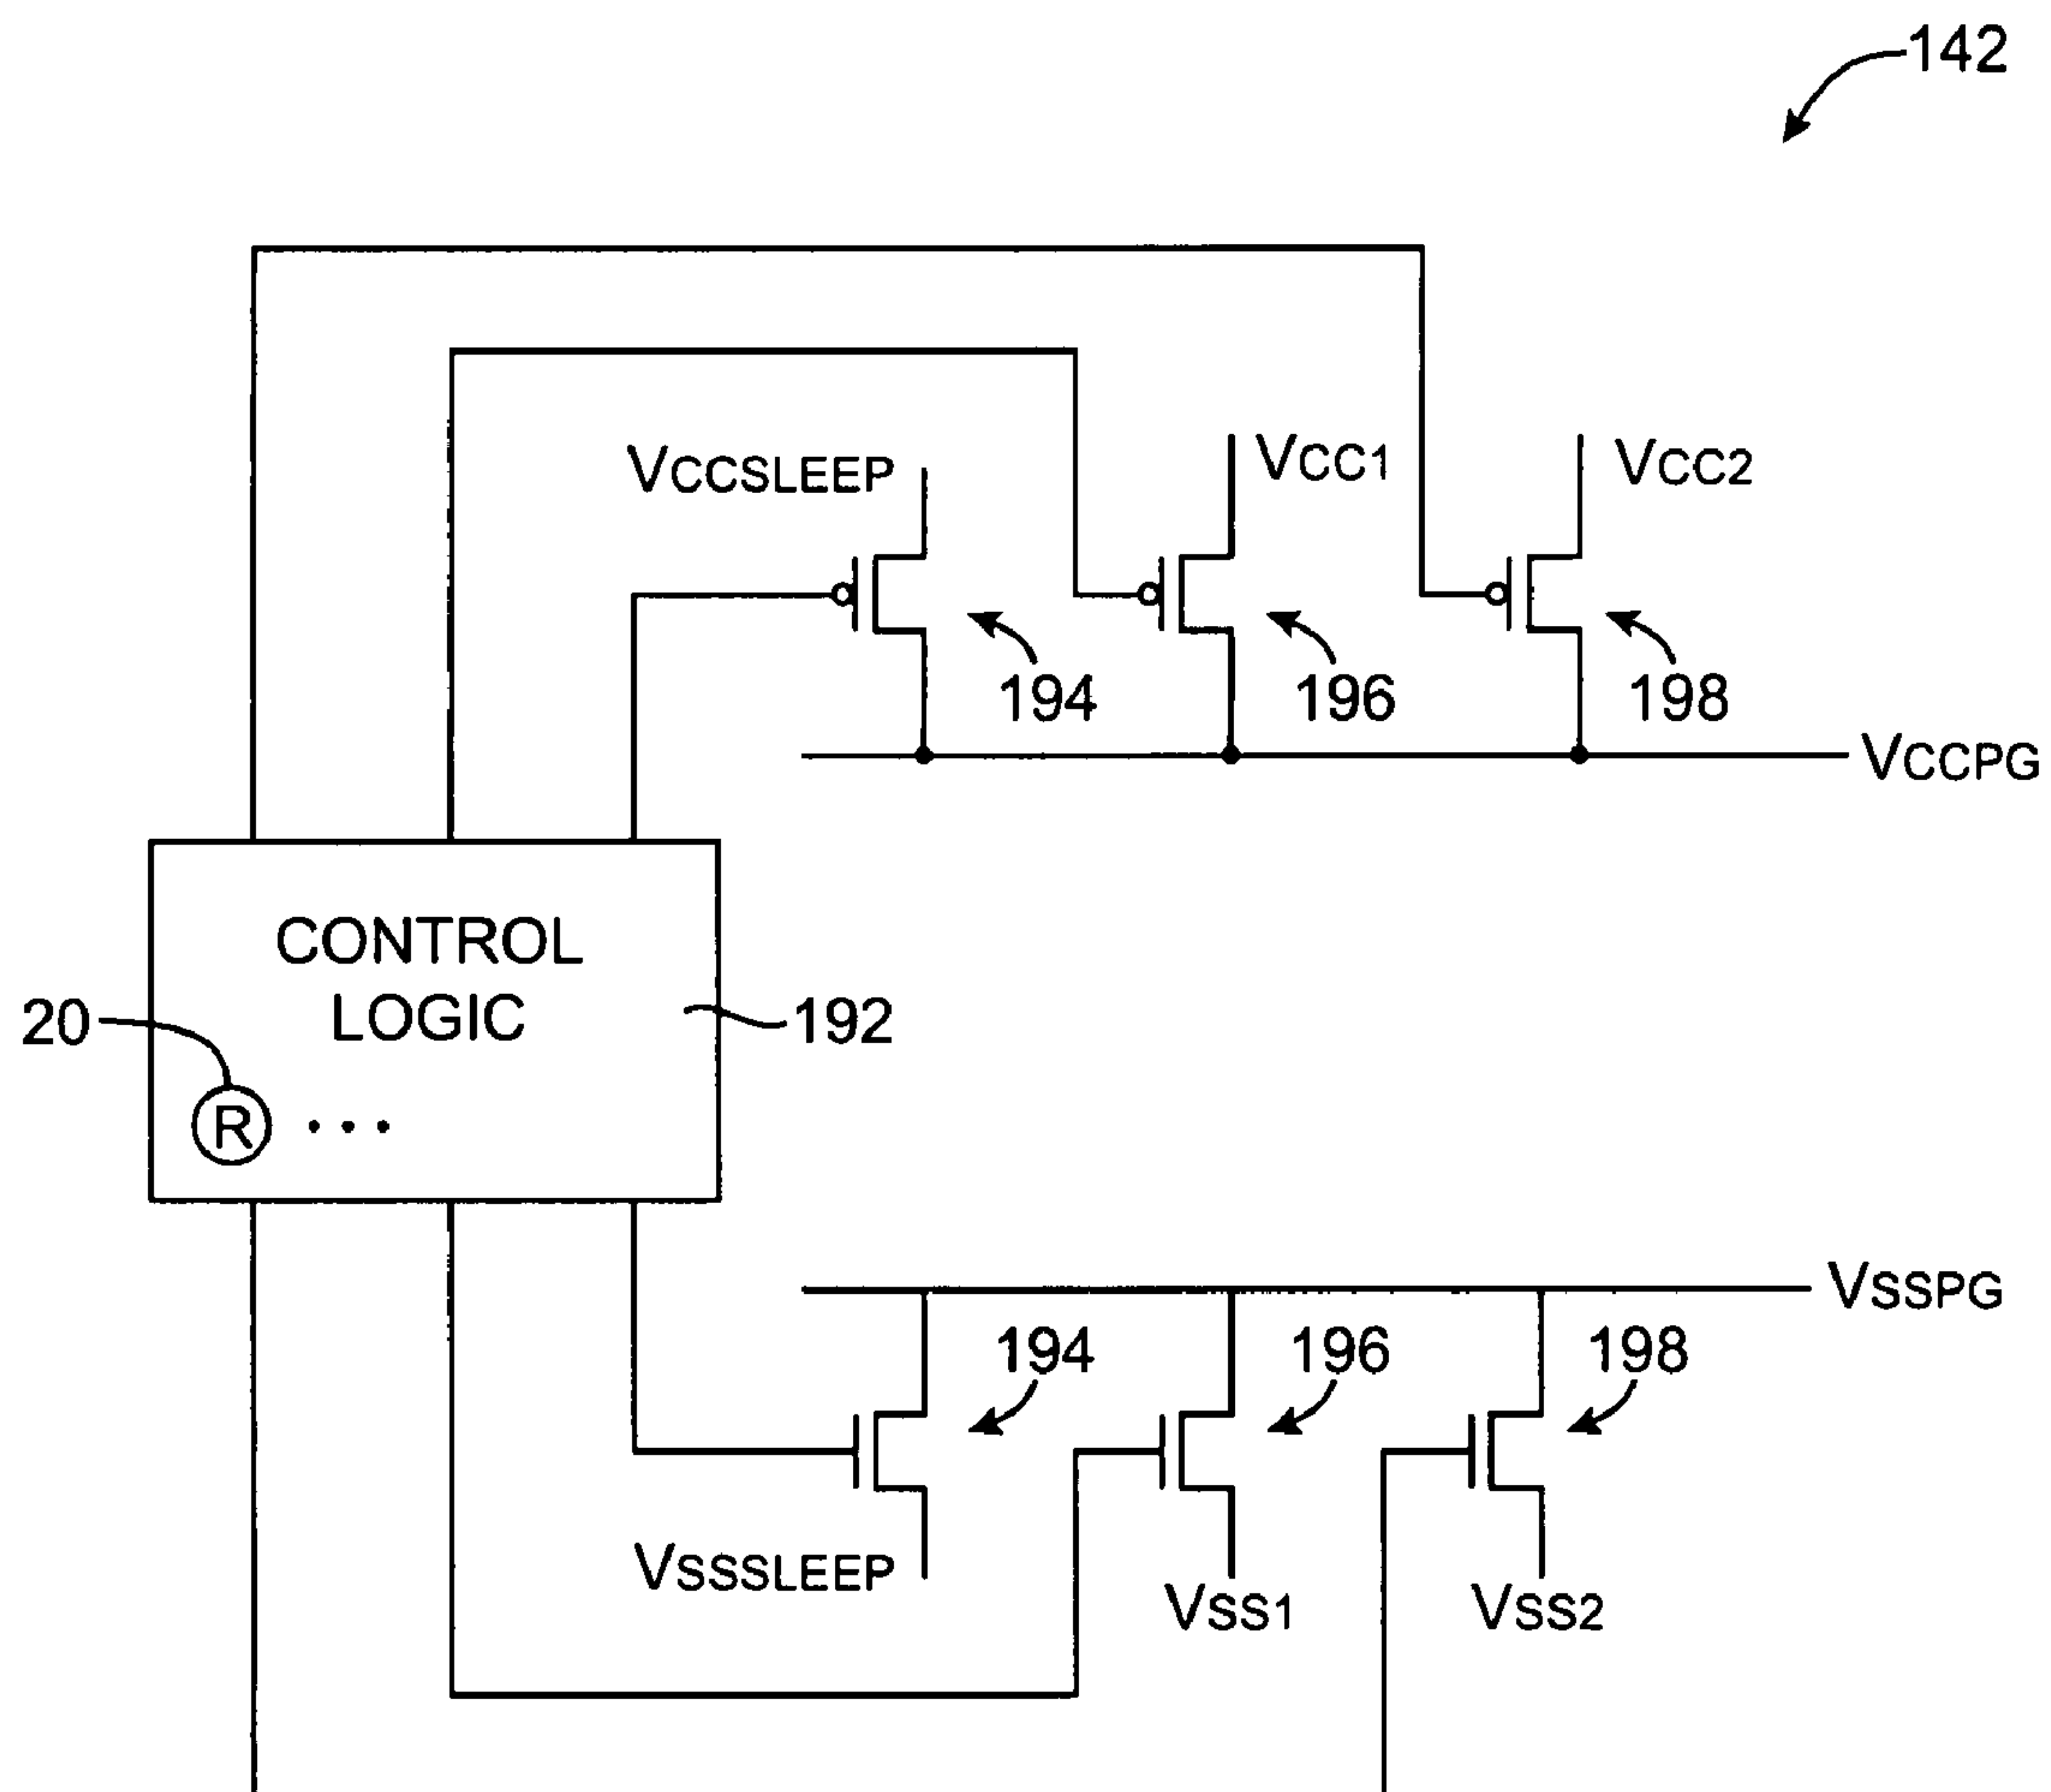 142
VCCSLEEP
VCC1
VCC2
194
196
198
VCCPG
CONTROL
LOGIC
20
192
R ...
VSSPG
194
196
198
VSSSLEEP
VSS1
VSS2